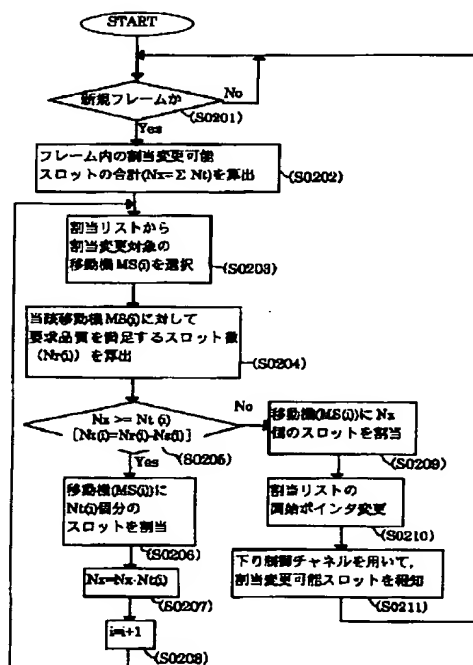 START
新規フレームか
No
(S0201)
Yes
フレーム内の割当変更可能
スロットの合計(Nx=Σ Nt)を算出
(S0202)
割当リストから
割当変更対象の
移動機MS(i)を選択
(S0203)
当該移動機MS(i)に対して
要求品質を満足するスロット数
(Nr(i))を算出
(S0204)
Nx >= Nt (i)
No
(S0205)
Yes
移動機(MS(i))に
Nt(i)個分の
スロットを割当
(S0206)
Nx=Nx-Nt(i)
(S0207)
i=i+1
(S0208)
移動機(MS(i))に Nx
個のスロットを割当
(S0209)
割当リストの
開始ポインタ変更
(S0210)
下り制御チャネルを用いて,
割当変更可能スロットを報知
(S0211)